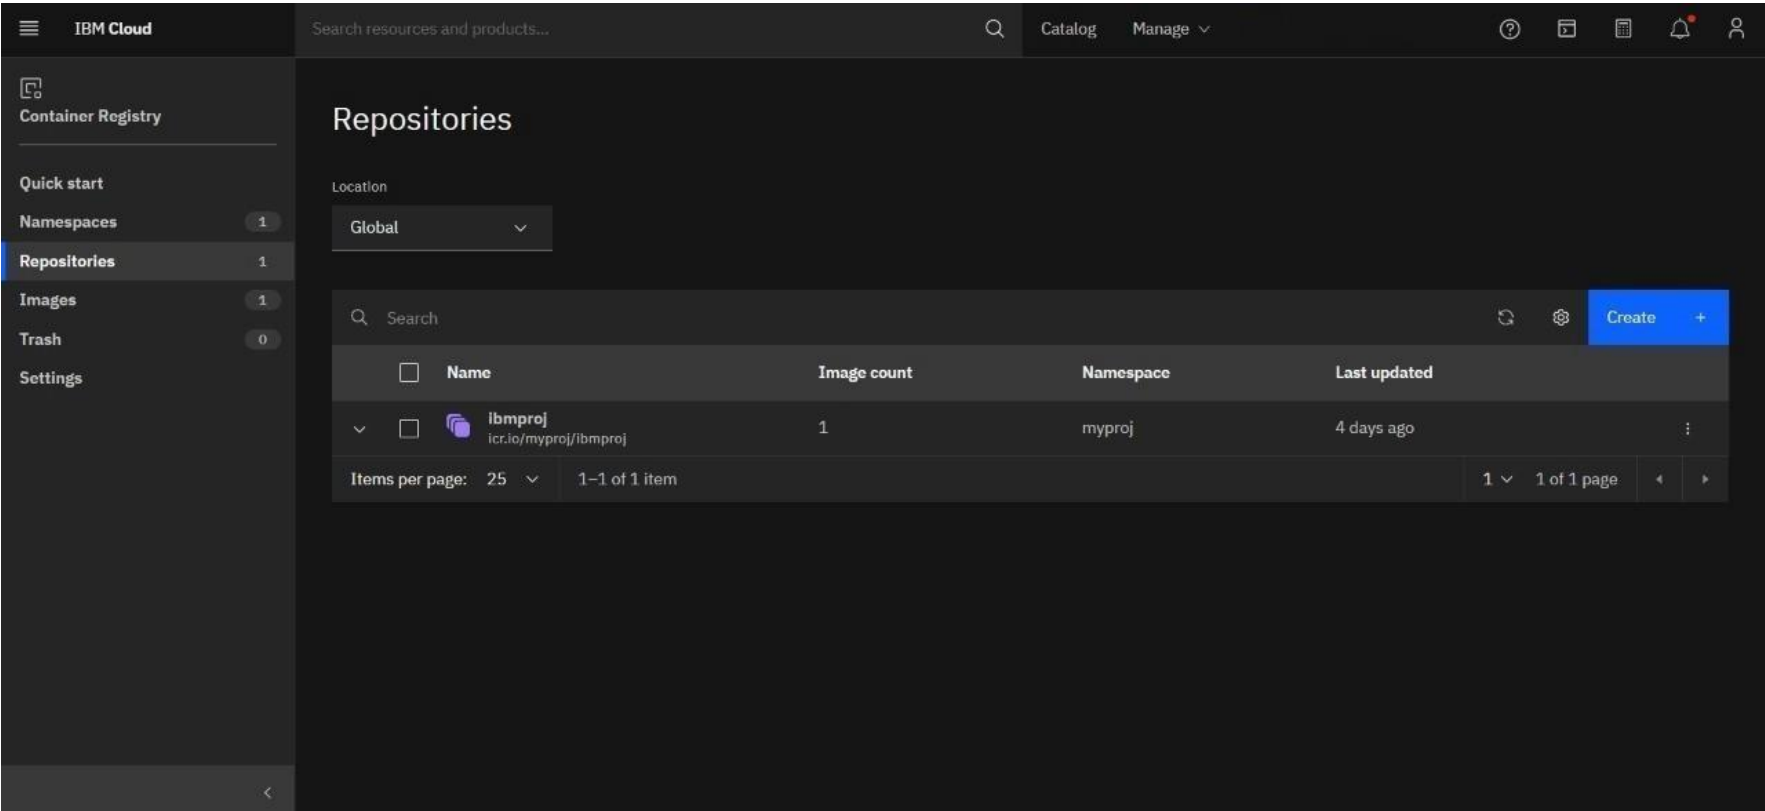 IBM Cloud
Search resources and products...
Catalog
Manage
Container Registry
Quick start
Namespaces 1
Repositories 1
Images 1
Trash 0
Settings
Repositories
Location
Global
Search
Create +
Name Image count Namespace Last updated
ibmproj 1 myproj 4 days ago
icr.io/myproj/ibmproj
Items per page: 25 1–1 of 1 item 1 1 of 1 page